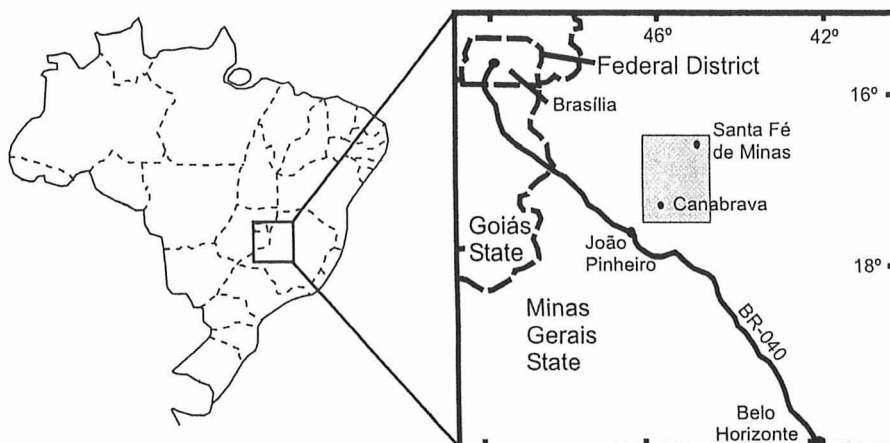 46º
42º
Federal District
16º
Brasília
Santa Fé
de Minas
Canabrava
Goiás
State
João
Pinheiro
18º
Minas
Gerais
State
BR-040
Belo
Horizonte